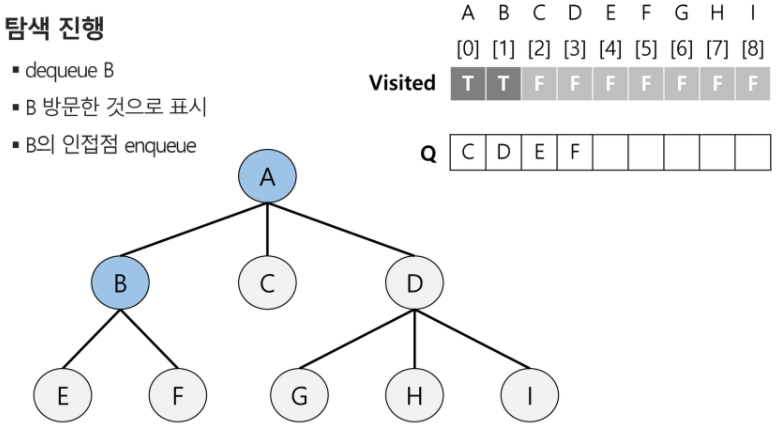 탐색 진행
▪ dequeue B
▪ B 방문한 것으로 표시
▪ B의 인접점 enqueue
A B C D E F G H I
[0] [1] [2] [3] [4] [5] [6] [7] [8]
Visited T T F F F F F F F
Q C D E F
A
B C D
E F G H I